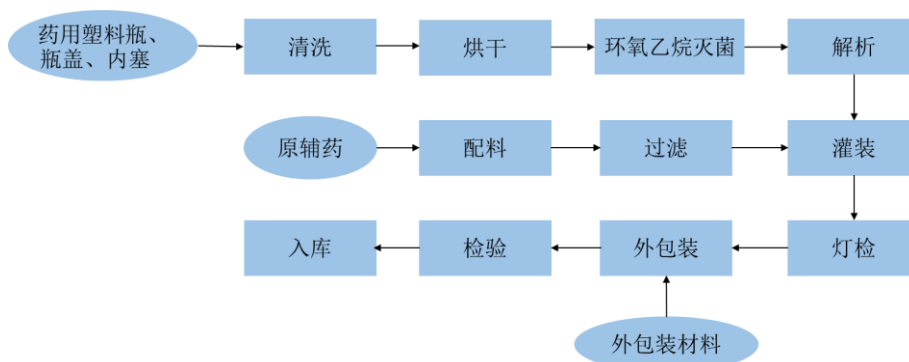 药用塑料瓶、
瓶盖、内塞
清洗
烘干
环氧乙烷灭菌
解析
原辅药
配料
过滤
灌装
入库
检验
外包装
灯检
外包装材料